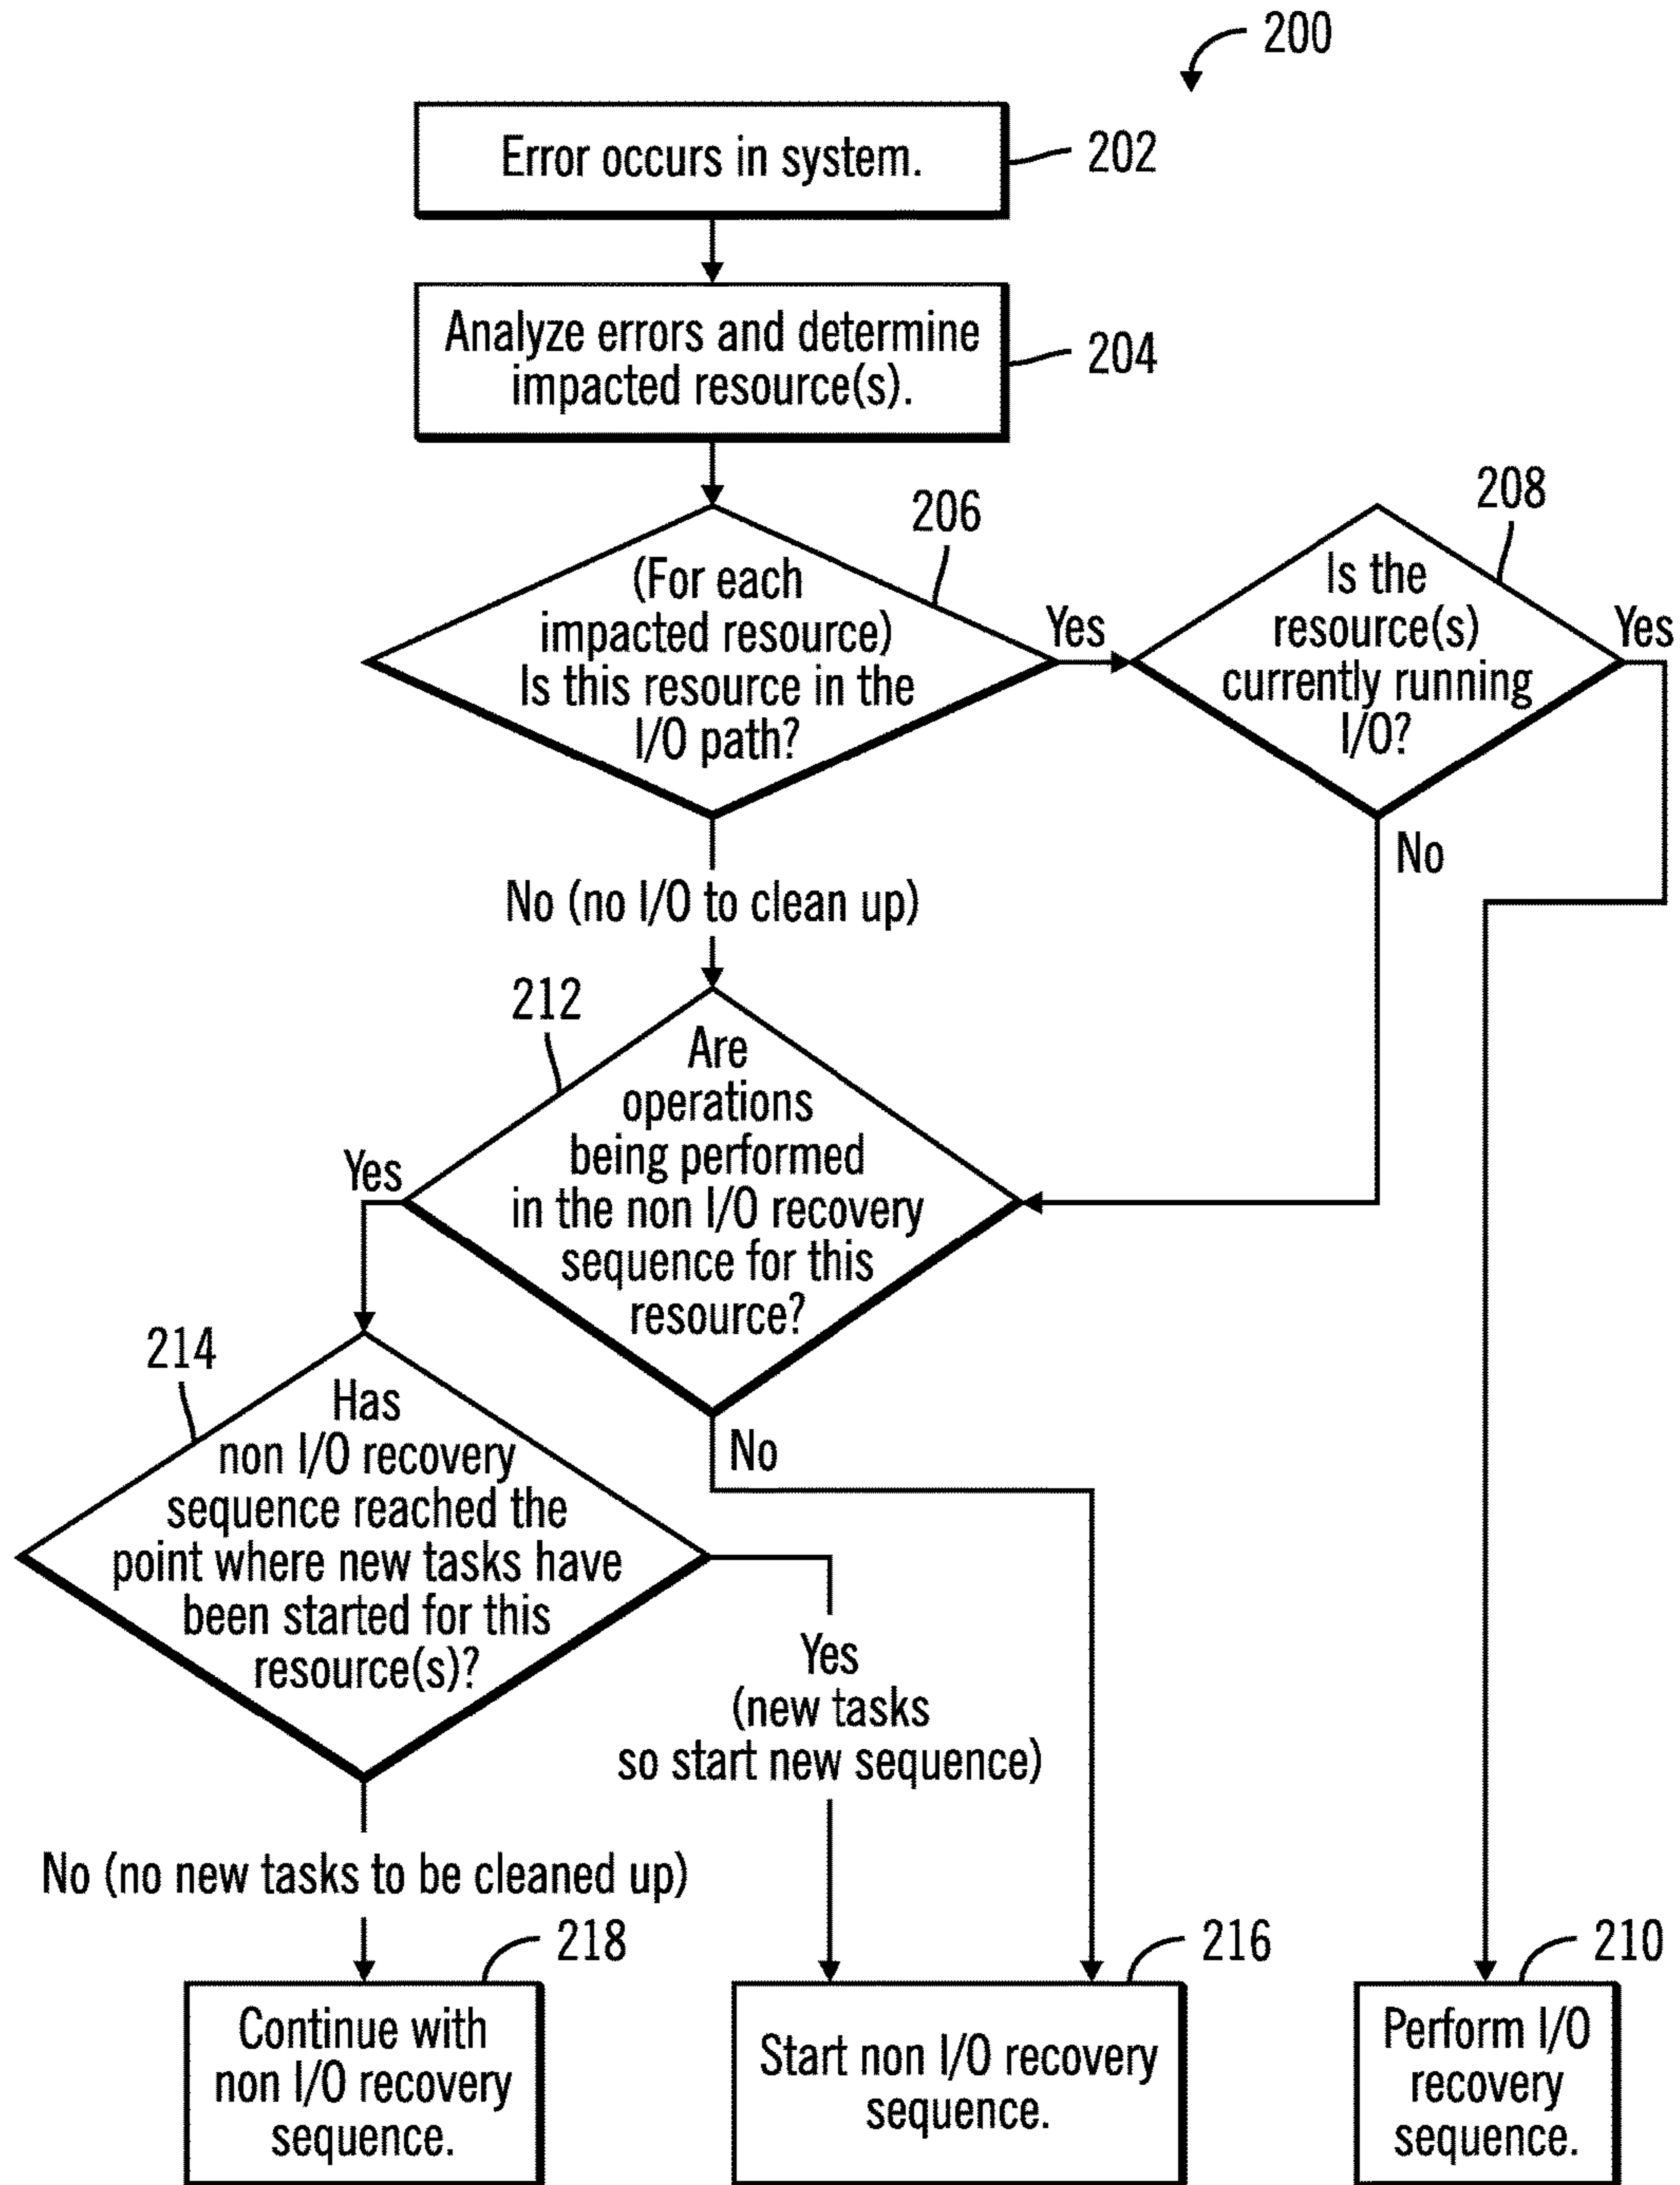 200
Error occurs in system.
202
Analyze errors and determine
impacted resource(s).
204
206
(For each
impacted resource)
Is this resource in the
I/O path?
Yes
208
Is the
resource(s)
currently running
I/O?
Yes
No
No (no I/O to clean up)
212
Are
operations
being performed
in the non I/O recovery
sequence for this
resource?
Yes
No
214
Has
non I/O recovery
sequence reached the
point where new tasks have
been started for this
resource(s)?
Yes
(new tasks
so start new sequence)
No (no new tasks to be cleaned up)
218
Continue with
non I/O recovery
sequence.
216
Start non I/O recovery
sequence.
210
Perform I/O
recovery
sequence.